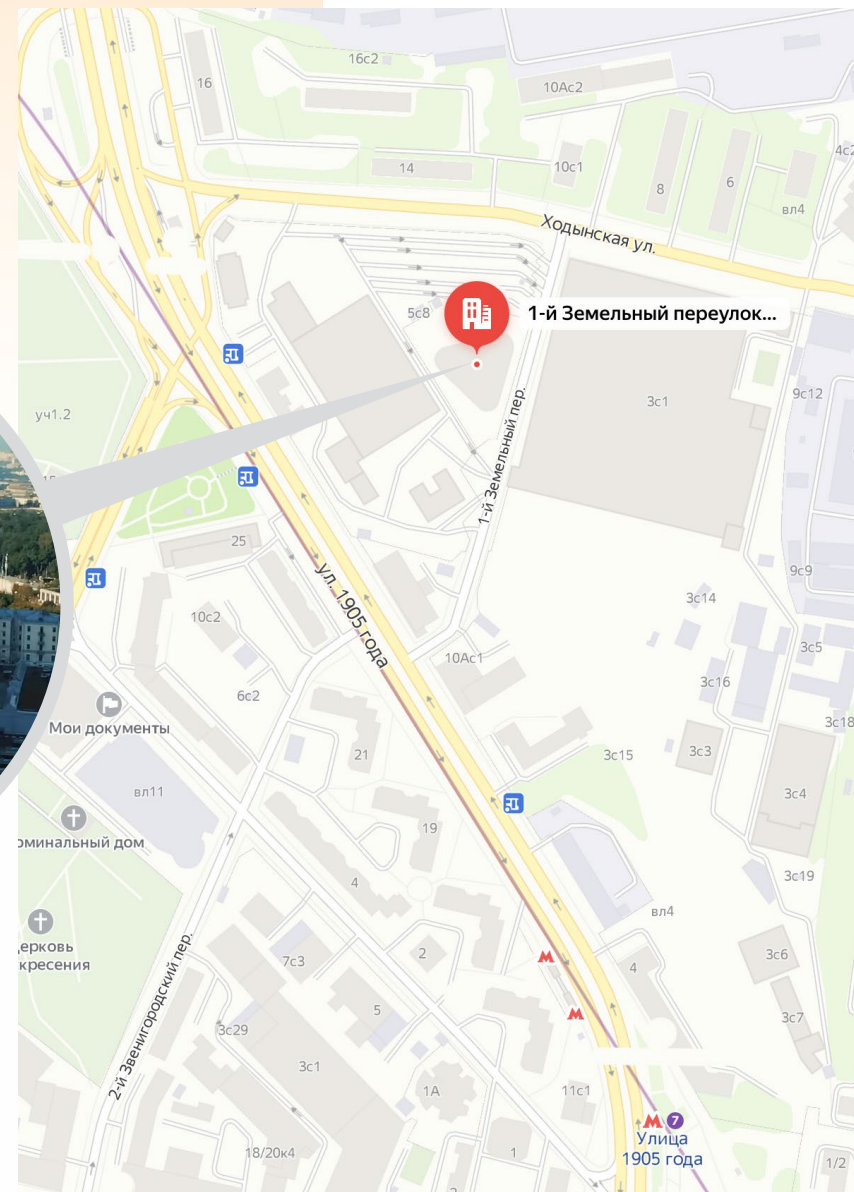 16с2
16
10Ас2
4с2
14
10с1
8
6
вл4
Ходынская ул.
5с8
1-й Земельный переулок...
1-й Земельный пер.
3с1
9с12
уч1.2
25
ул. 1905 года
9с9
3с14
10с2
3с5
10Ас1
3с16
6с2
3с18
Мои документы
21
3с15
3с3
вл11
3с4
19
оминальный дом
4
3с19
вл4
ерковь
кресения
2-й Звенигородский пер.
7с3
2
4
3с6
5
3с7
3с29
3с1
1А
11с1
7
Улица
1905 года
18/20к4
1
1/2